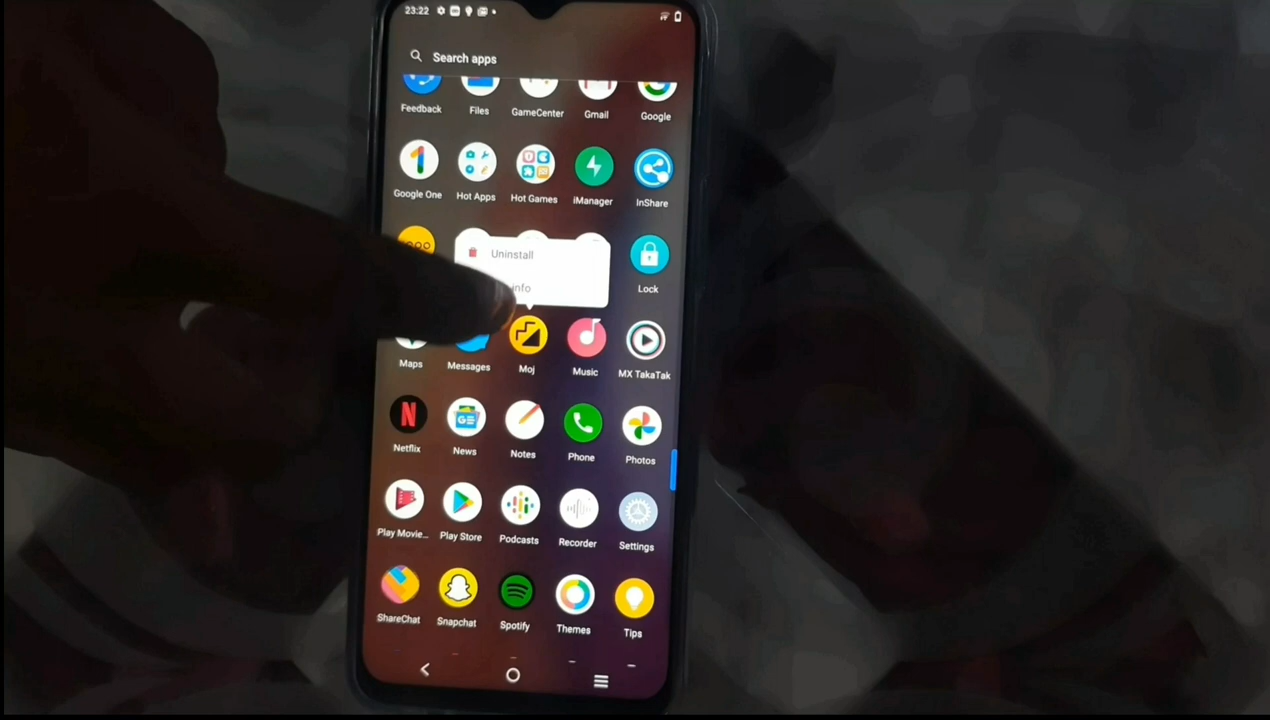 23:22
Search apps
Feedback Files GameCenter Gmail Google
Google One Hot Apps Hot Games iManager InShare
Uninstall
info
Lock
Maps Messages Moj Music MX TakaTak
Netflix News Notes Phone Photos
Play Movie... Play Store Podcasts Recorder Settings
ShareChat Snapchat Spotify Themes Tips